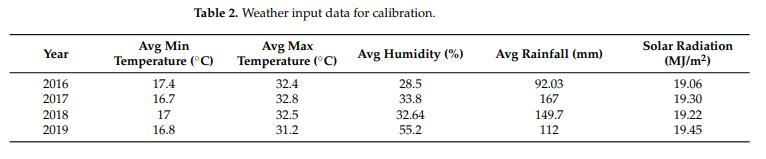 Table 2. Weather input data for calibration.
Year Avg Min Temperature (°C) Avg Max Temperature (°C) Avg Humidity (%) Avg Rainfall (mm) Solar Radiation (MJ/m²)
2016 17.4 32.4 28.5 92.03 19.06
2017 16.7 32.8 33.8 167 19.30
2018 17 32.5 32.64 149.7 19.22
2019 16.8 31.2 55.2 112 19.45